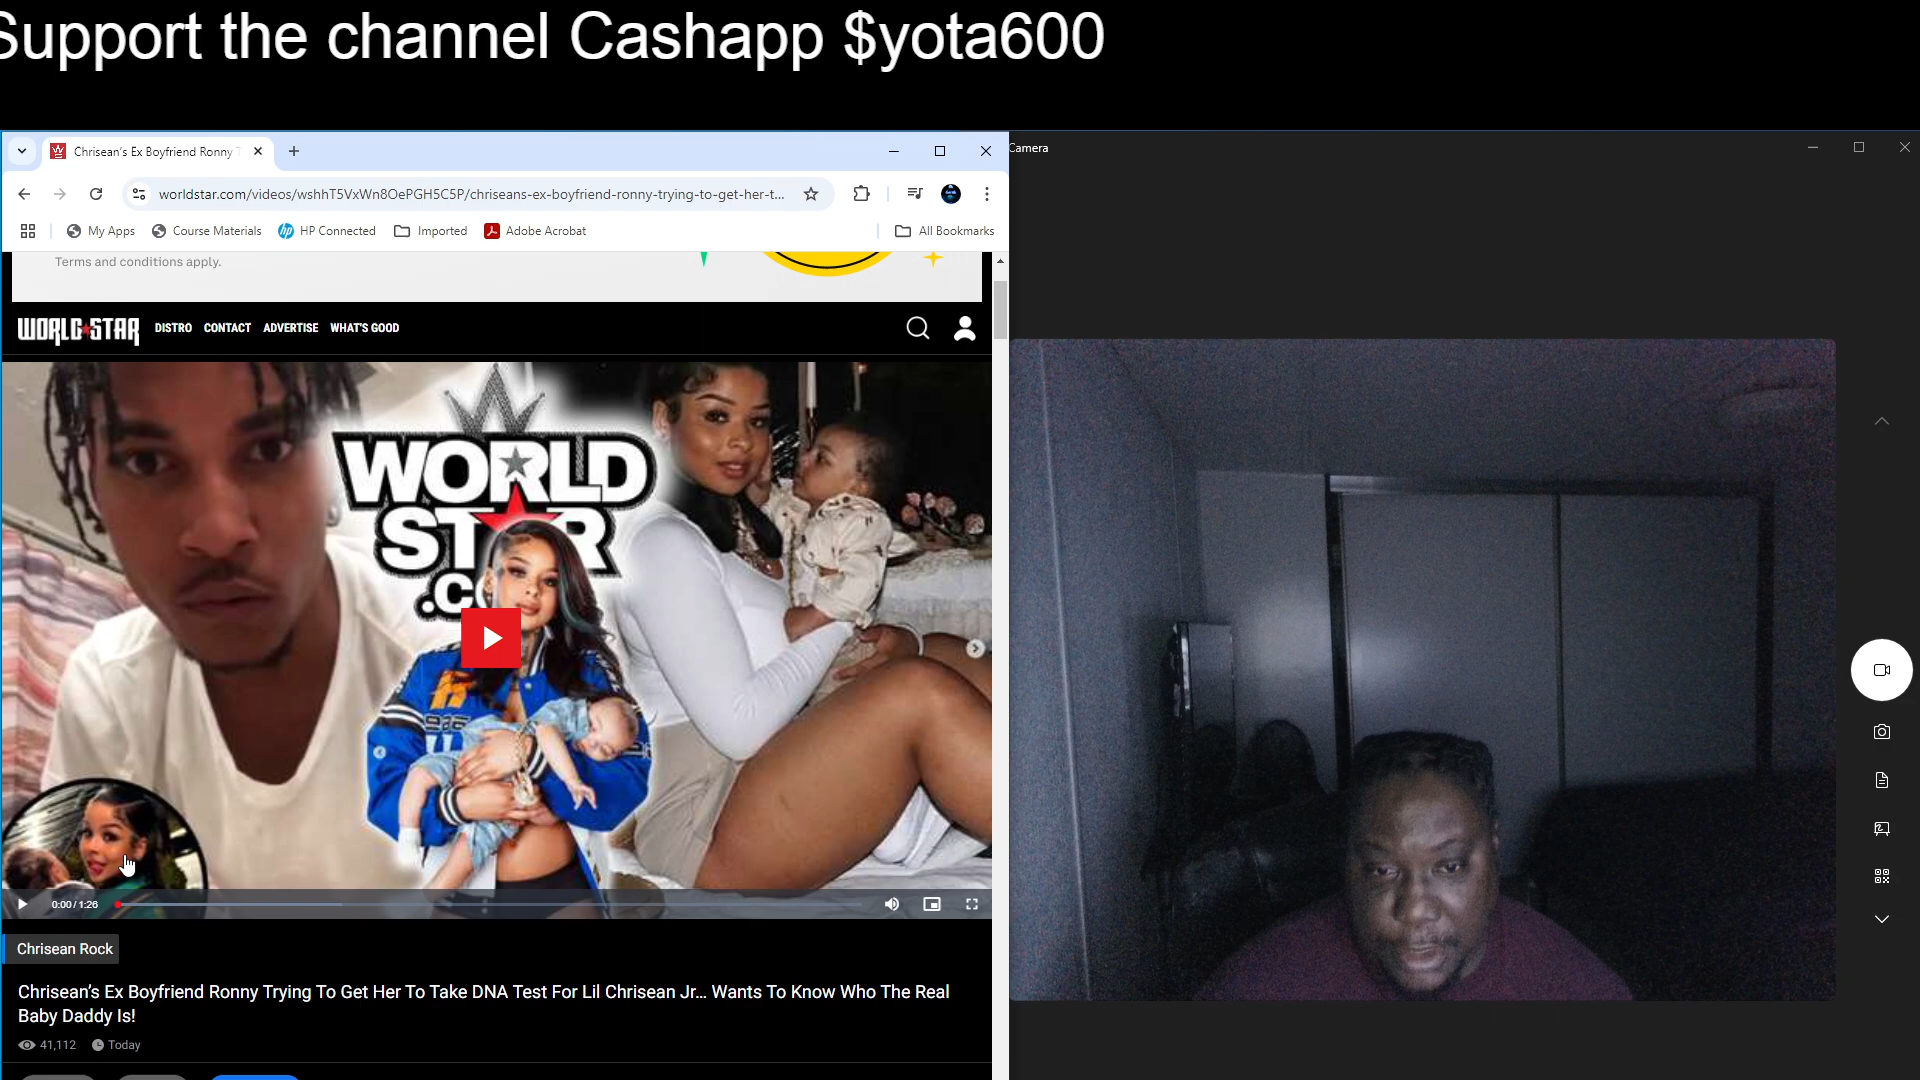 Support the channel Cashapp $yota600
Chrisean's Ex Boyfriend Ronny T
Camera
worldstar.com/videos/wshhT5VxWn8OePGH5C5P/chriseans-ex-boyfriend-ronny-trying-to-get-her-t...
My Apps
Course Materials
HP Connected
Imported
Adobe Acrobat
All Bookmarks
Terms and conditions apply.
WORLD STAR
DISTRO
CONTACT
ADVERTISE
WHAT'S GOOD
WORLD
STAR
.C
0:00 / 1:26
Chrisean Rock
Chrisean's Ex Boyfriend Ronny Trying To Get Her To Take DNA Test For Lil Chrisean Jr... Wants To Know Who The Real
Baby Daddy Is!
41,112
Today